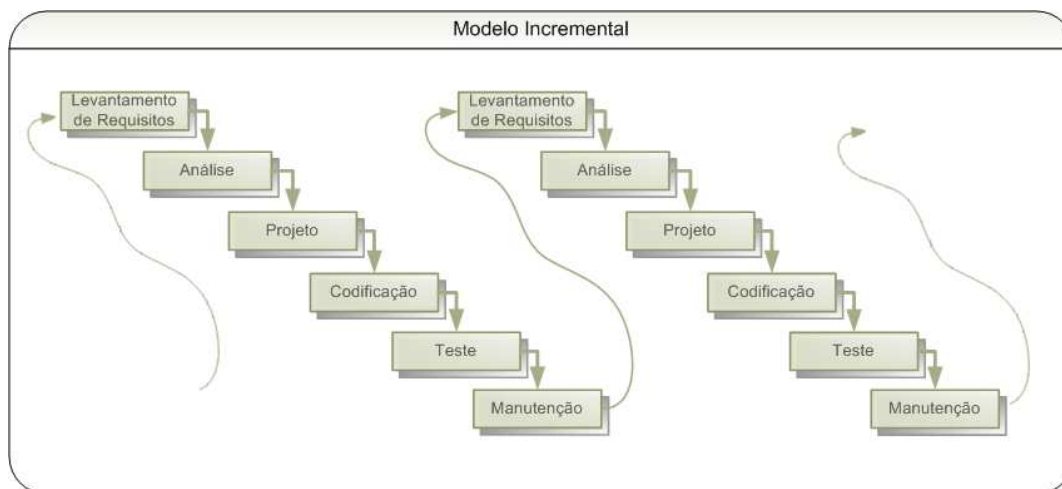 Modelo Incremental
Levantamento
de Requisitos
Análise
Projeto
Codificação
Teste
Manutenção
Levantamento
de Requisitos
Análise
Projeto
Codificação
Teste
Manutenção